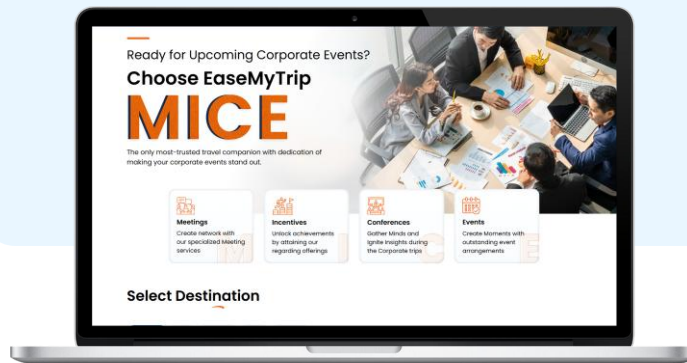 Ready for Upcoming Corporate Events?
Choose EaseMyTrip
MICE
The only most-trusted travel companion with dedication of
making your corporate events stand out.
Meetings
Create network with
our specialized Meeting
services
M
Incentives
Unlock achievements
by attaining our
regarding offerings
I
Conferences
Gather Minds and
Ignite Insights during
the Corporate trips
C
Events
Create Moments with
outstanding event
arrangements
E
Select Destination